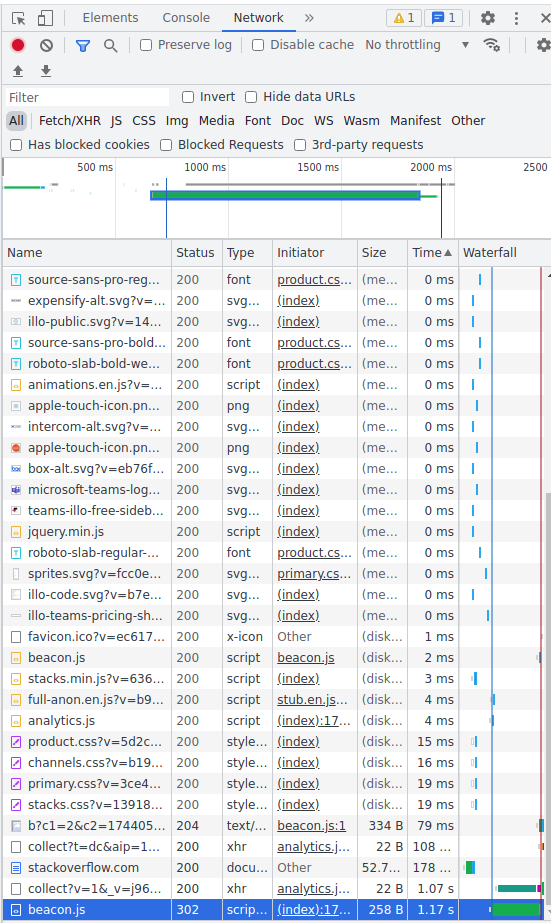 Elements Console Network » 1 1
Preserve log Disable cache No throttling
Filter Invert Hide data URLs
All Fetch/XHR JS CSS Img Media Font Doc WS Wasm Manifest Other
Has blocked cookies Blocked Requests 3rd-party requests
500 ms 1000 ms 1500 ms 2000 ms 2500
Name Status Type Initiator Size Time Waterfall
source-sans-pro-reg... 200 font product.cs... (me... 0 ms
expensify-alt.svg?v=... 200 svg... (index) (me... 0 ms
illo-public.svg?v=14... 200 svg... (index) (me... 0 ms
source-sans-pro-bold... 200 font product.cs... (me... 0 ms
roboto-slab-bold-we... 200 font product.cs... (me... 0 ms
animations.en.js?v=... 200 script (index) (me... 0 ms
apple-touch-icon.pn... 200 png (index) (me... 0 ms
intercom-alt.svg?v=... 200 svg... (index) (me... 0 ms
apple-touch-icon.pn... 200 png (index) (me... 0 ms
box-alt.svg?v=eb76f... 200 svg... (index) (me... 0 ms
microsoft-teams-log... 200 svg... (index) (me... 0 ms
teams-illo-free-sideb... 200 svg... (index) (me... 0 ms
jquery.min.js 200 script (index) (me... 0 ms
roboto-slab-regular-... 200 font product.cs... (me... 0 ms
sprites.svg?v=fcc0e... 200 svg... primary.cs... (me... 0 ms
illo-code.svg?v=b7e... 200 svg... (index) (me... 0 ms
illo-teams-pricing-sh... 200 svg... (index) (me... 0 ms
favicon.ico?v=ec617... 200 x-icon Other (disk... 1 ms
beacon.js 200 script beacon.js (disk... 2 ms
stacks.min.js?v=636... 200 script (index) (disk... 3 ms
full-anon.en.js?v=b9... 200 script stub.en.js... (disk... 4 ms
analytics.js 200 script (index):17... (disk... 4 ms
product.css?v=5d2c... 200 style... (index) (disk... 15 ms
channels.css?v=b19... 200 style... (index) (disk... 16 ms
primary.css?v=3ce4... 200 style... (index) (disk... 19 ms
stacks.css?v=13918... 200 style... (index) (disk... 19 ms
b?c1=2&c2=174405... 204 text/... beacon.js:1 334 B 79 ms
collect?t=dc&aip=1... 200 xhr analytics.j... 22 B 108 ...
stackoverflow.com 200 docu... Other 52.7... 178 ...
collect?v=1&_v=j96... 200 xhr analytics.j... 22 B 1.07 s
beacon.js 302 scrip... (index):17... 258 B 1.17 s